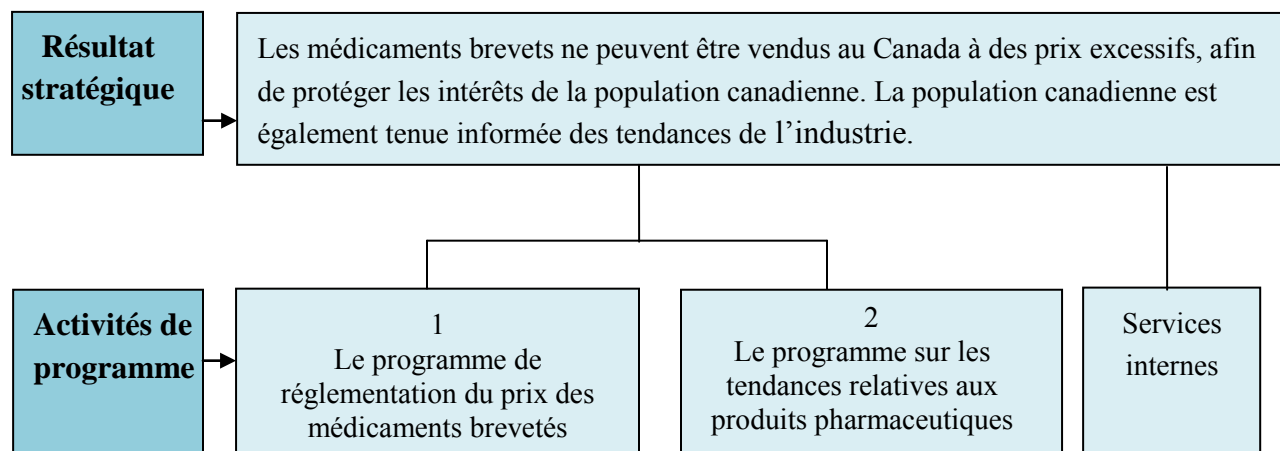 Résultat
stratégique
Les médicaments brevets ne peuvent être vendus au Canada à des prix excessifs, afin
de protéger les intérêts de la population canadienne. La population canadienne est
également tenue informée des tendances de l’industrie.
Activités de
programme
1
Le programme de
réglementation du prix des
médicaments brevetés
2
Le programme sur les
tendances relatives aux
produits pharmaceutiques
Services
internes